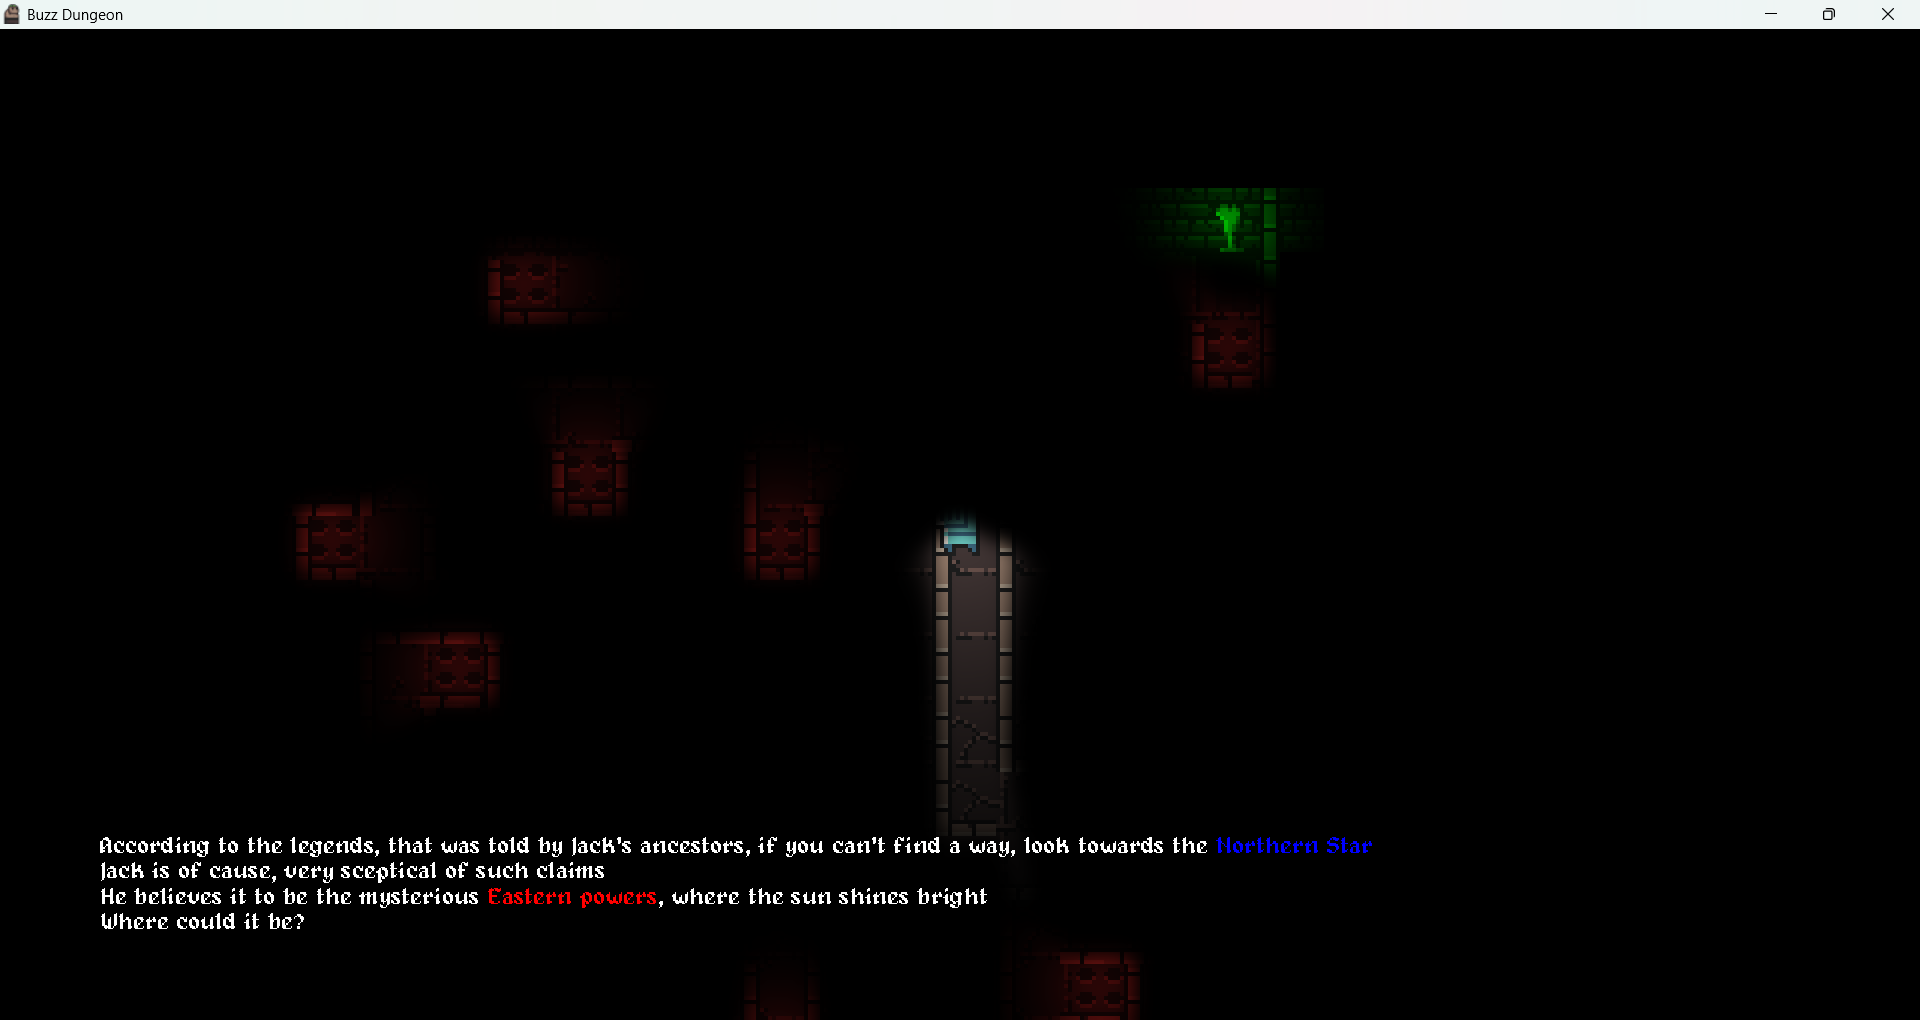 Buzz Dungeon
According to the legends, that was told by Jack's ancestors, if you can't find a way, look towards the Northern Star
Jack is of cause, very sceptical of such claims
He believes it to be the mysterious Eastern powers, where the sun shines bright
Where could it be?